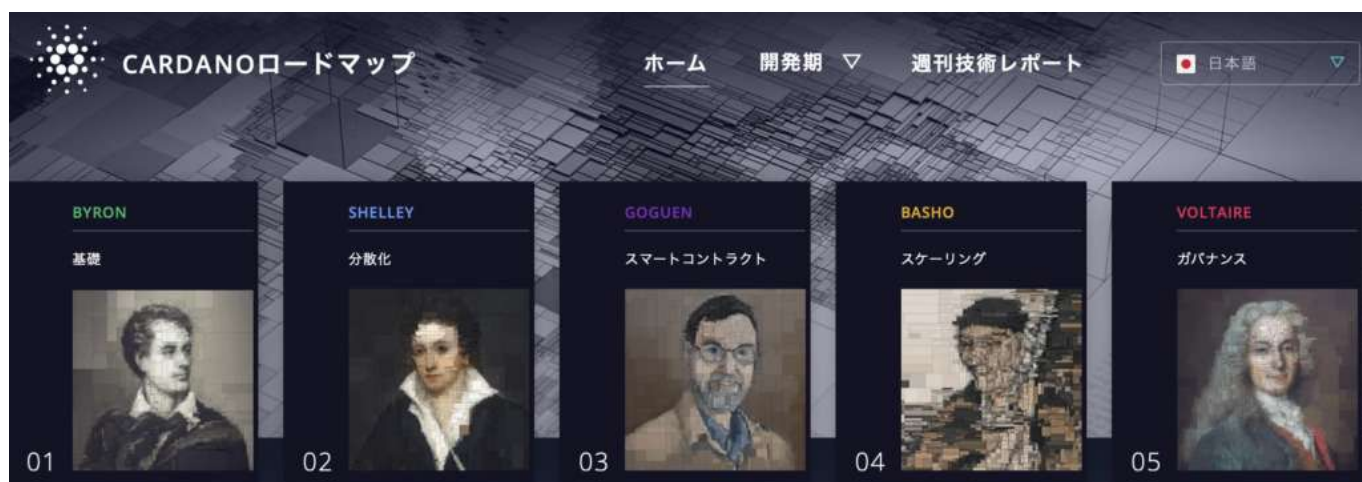 CARDANOロードマップ
ホーム 開発期 ▽ 週刊技術レポート 日本語 ▽
BYRON
基礎
01
SHELLEY
分散化
02
GOGUEN
スマートコントラクト
03
BASHO
スケーリング
04
VOLTAIRE
ガバナンス
05